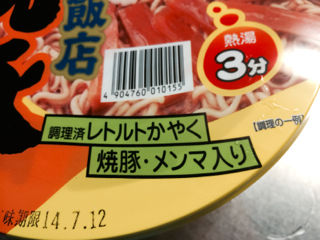 飯店
熱湯
3分
4 904760 010155
調理済レトルトかやく
焼豚・メンマ入り
【調理の一例】
味期限 14.7.12